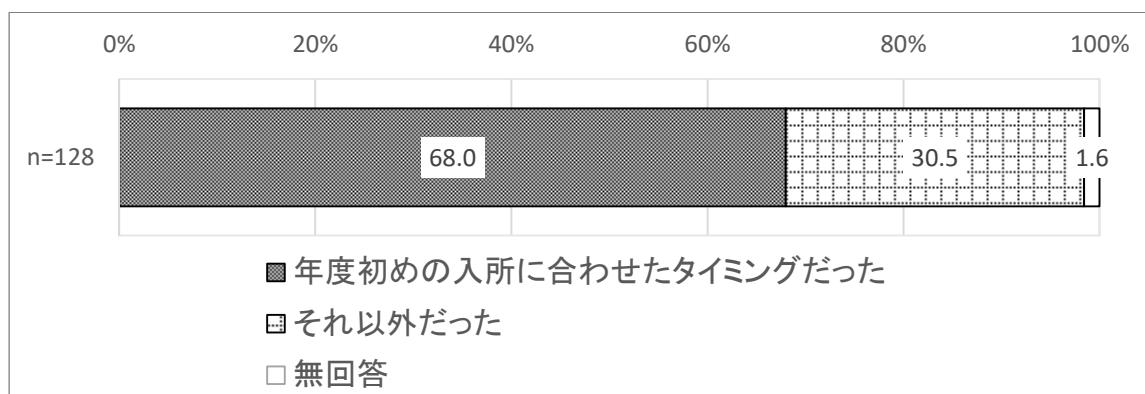 0% 20% 40% 60% 80% 100%
n=128 68.0 30.5 1.6
年度初めの入所に合わせたタイミングだった
それ以外だった
無回答